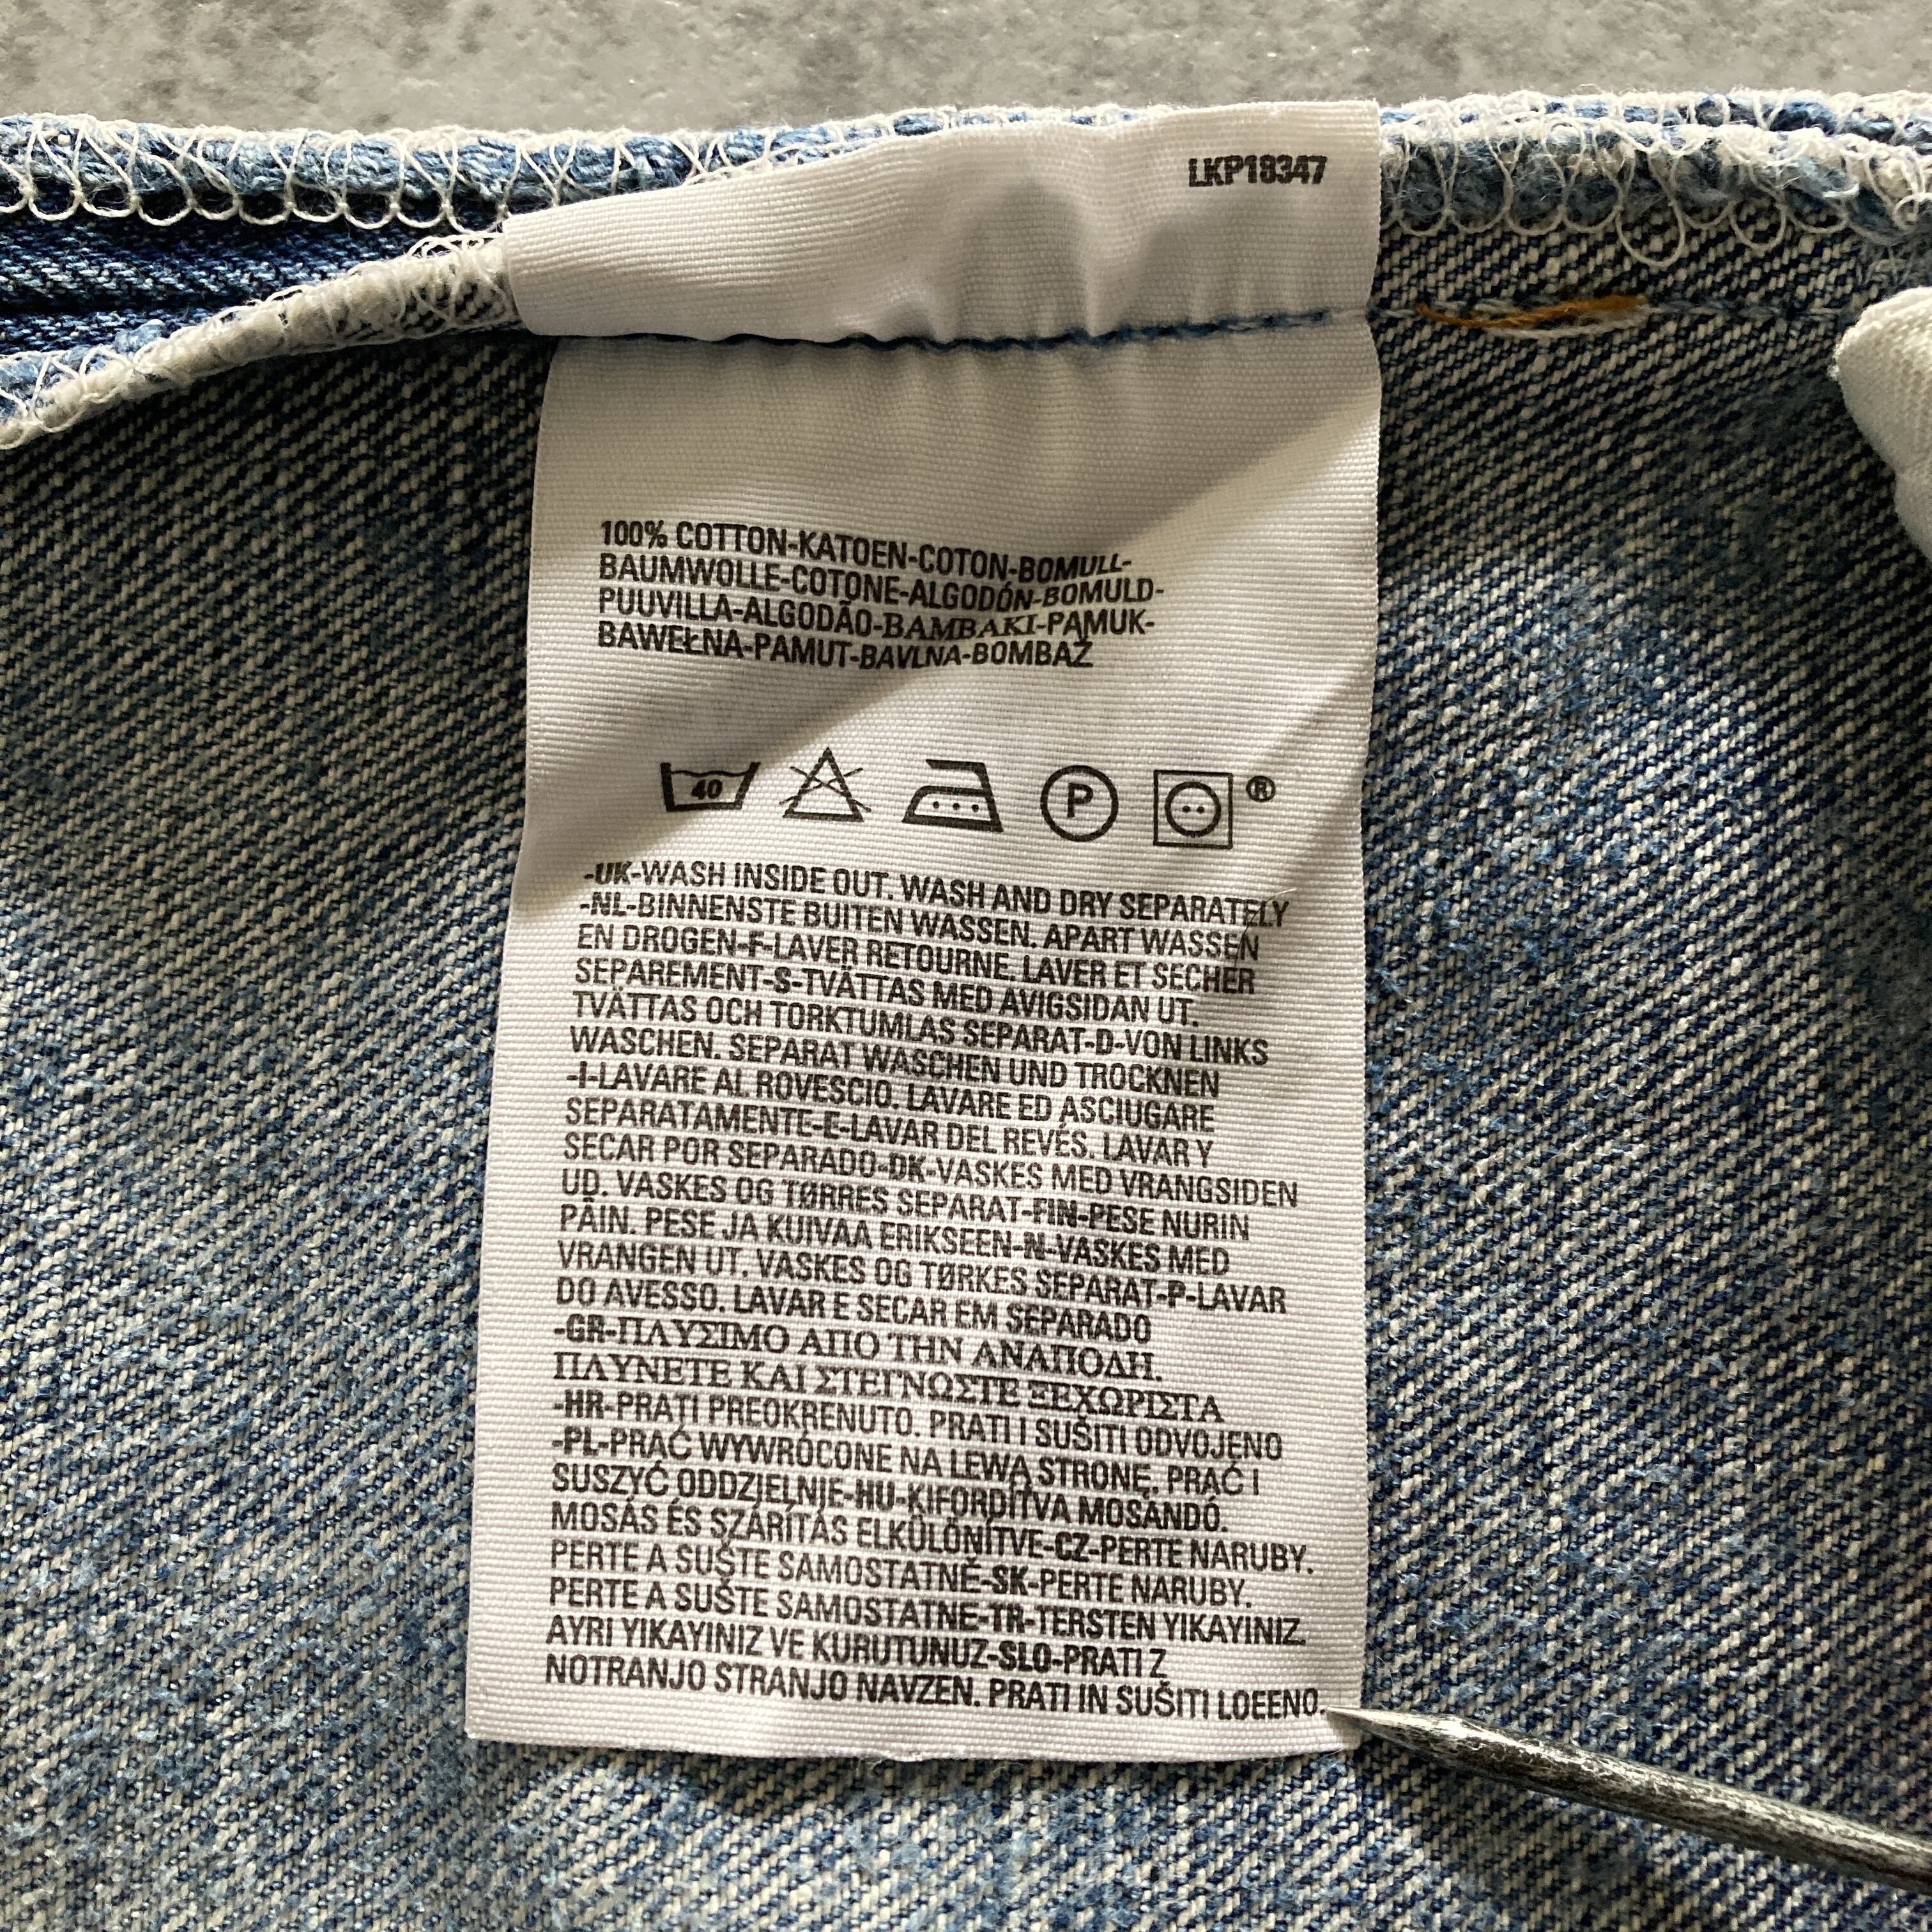 LKP18347
100% COTTON-KATOEN-COTON-BOMULL-
BAUMWOLLE-COTONE-ALGODÓN-BOMULD-
PUUVILLA-ALGODÃO-BAMBAKI-PAMUK-
BAWEŁNA-PAMUT-BAVLNA-BOMBAŽ
40 P ®
-UK-WASH INSIDE OUT. WASH AND DRY SEPARATELY
-NL-BINNENSTE BUITEN WASSEN. APART WASSEN
EN DROGEN-F-LAVER RETOURNE. LAVER ET SECHER
SEPAREMENT-S-TVÄTTAS MED AVIGSIDAN UT.
TVÄTTAS OCH TORKTUMLAS SEPARAT-D-VON LINKS
WASCHEN. SEPARAT WASCHEN UND TROCKNEN
-I-LAVARE AL ROVESCIO. LAVARE ED ASCIUGARE
SEPARATAMENTE-E-LAVAR DEL REVÉS. LAVAR Y
SECAR POR SEPARADO-DK-VASKES MED VRANGSIDEN
UD. VASKES OG TØRRES SEPARAT-FIN-PESE NURIN
PÄIN. PESE JA KUIVAA ERIKSEEN-N-VASKES MED
VRANGEN UT. VASKES OG TØRKES SEPARAT-P-LAVAR
DO AVESSO. LAVAR E SECAR EM SEPARADO
-GR-ΠΛΥΣΙΜΟ ΑΠΟ ΤΗΝ ΑΝΑΠΟΔΗ.
ΠΛΥΝΕΤΕ ΚΑΙ ΣΤΕΓΝΩΣΤΕ ΞΕΧΩΡΙΣΤΑ
-HR-PRATI PREOKRENUTO. PRATI I SUŠITI ODVOJENO
-PL-PRAĆ WYWRÓCONE NA LEWĄ STRONĘ. PRAĆ I
SUSZYĆ ODDZIELNIE-HU-KIFORDÍTVA MOSANDÓ.
MOSÁS ÉS SZÁRÍTÁS ELKÜLÖNÍTVE-CZ-PERTE NARUBY.
PERTE A SUŠTE SAMOSTATNĚ-SK-PERTE NARUBY.
PERTE A SUŠTE SAMOSTATNE-TR-TERSTEN YIKAYINIZ.
AYRI YIKAYINIZ VE KURUTUNUZ-SLO-PRATI Z
NOTRANJO STRANJO NAVZEN. PRATI IN SUŠITI LOEENO.